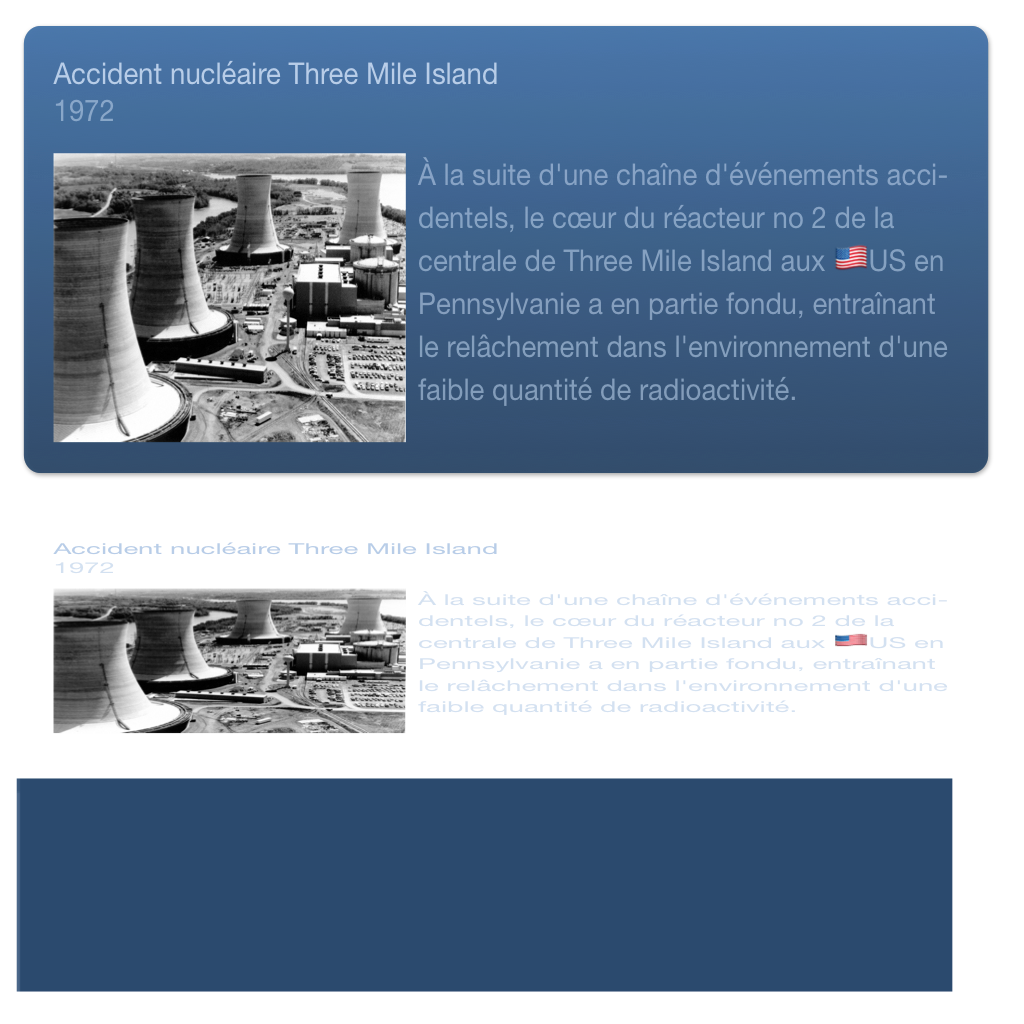 Accident nucléaire Three Mile Island
1972
À la suite d'une chaîne d'événements acci-
dentels, le cœur du réacteur no 2 de la
centrale de Three Mile Island aux 🇺🇸US en
Pennsylvanie a en partie fondu, entraînant
le relâchement dans l'environnement d'une
faible quantité de radioactivité.
Accident nucléaire Three Mile Island
1972
À la suite d'une chaîne d'événements acci-
dentels, le cœur du réacteur no 2 de la
centrale de Three Mile Island aux 🇺🇸US en
Pennsylvanie a en partie fondu, entraînant
le relâchement dans l'environnement d'une
faible quantité de radioactivité.